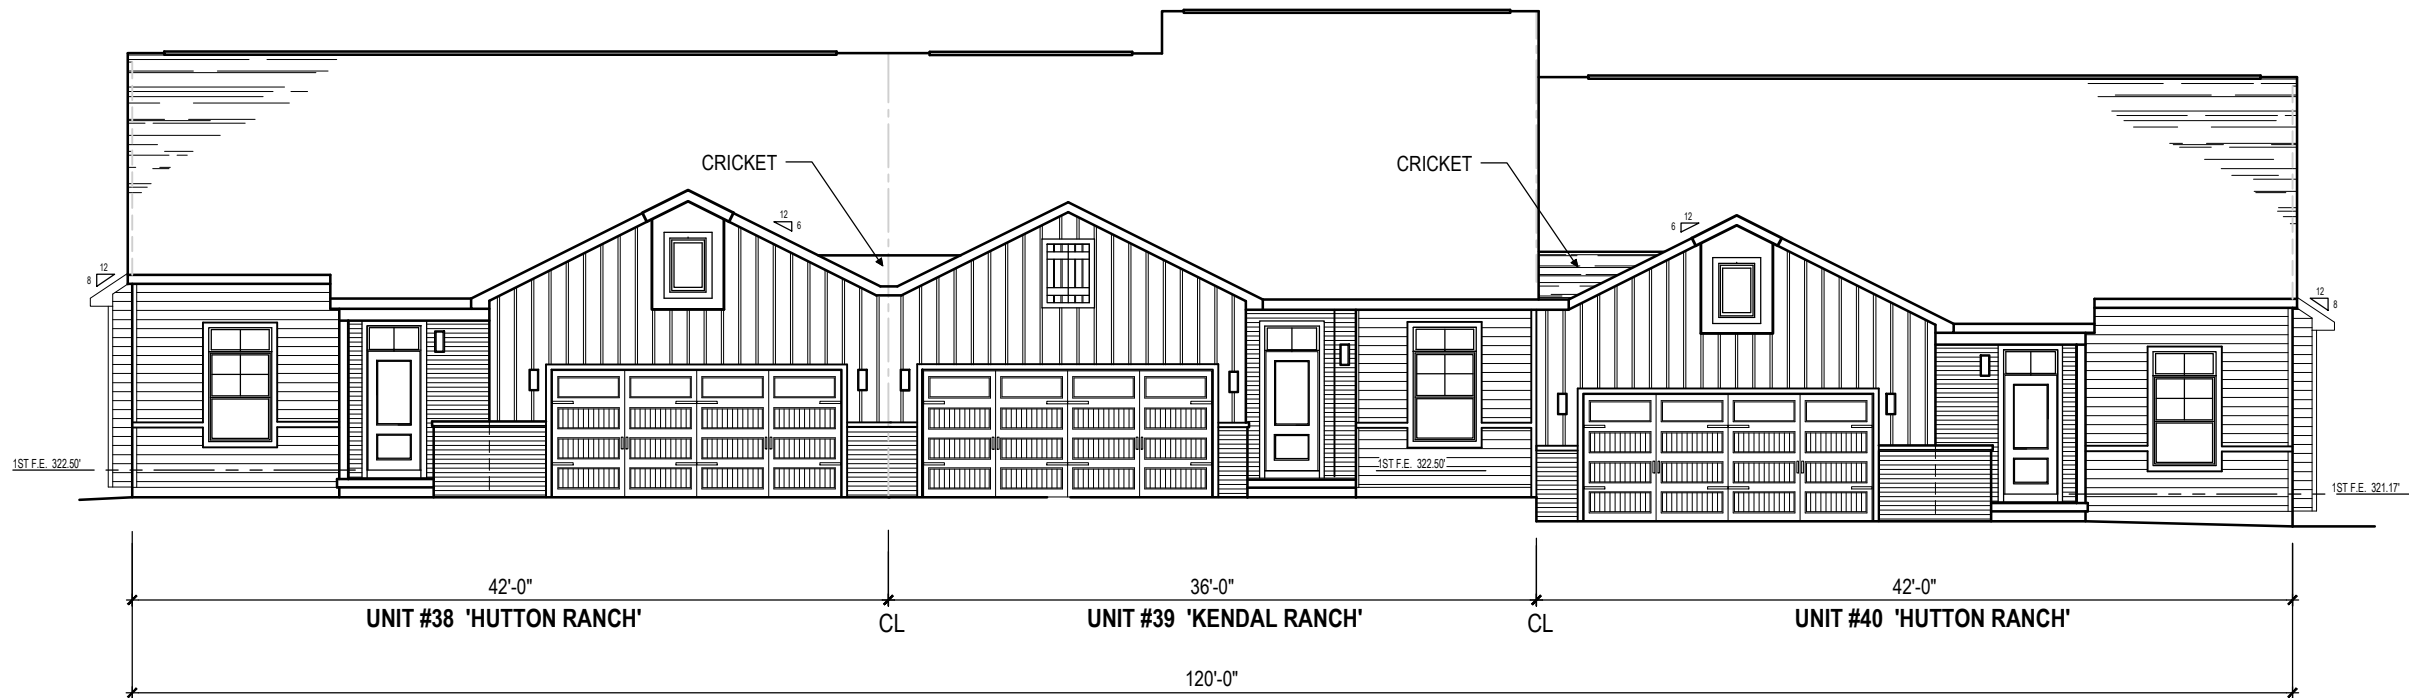 CRICKET
CRICKET
12
6
12
6
12
8
12
8
1ST F.E. 322.50'
1ST F.E. 322.50'
1ST F.E. 321.17'
42'-0"
36'-0"
42'-0"
UNIT #38 'HUTTON RANCH'
CL
UNIT #39 'KENDAL RANCH'
CL
UNIT #40 'HUTTON RANCH'
120'-0"